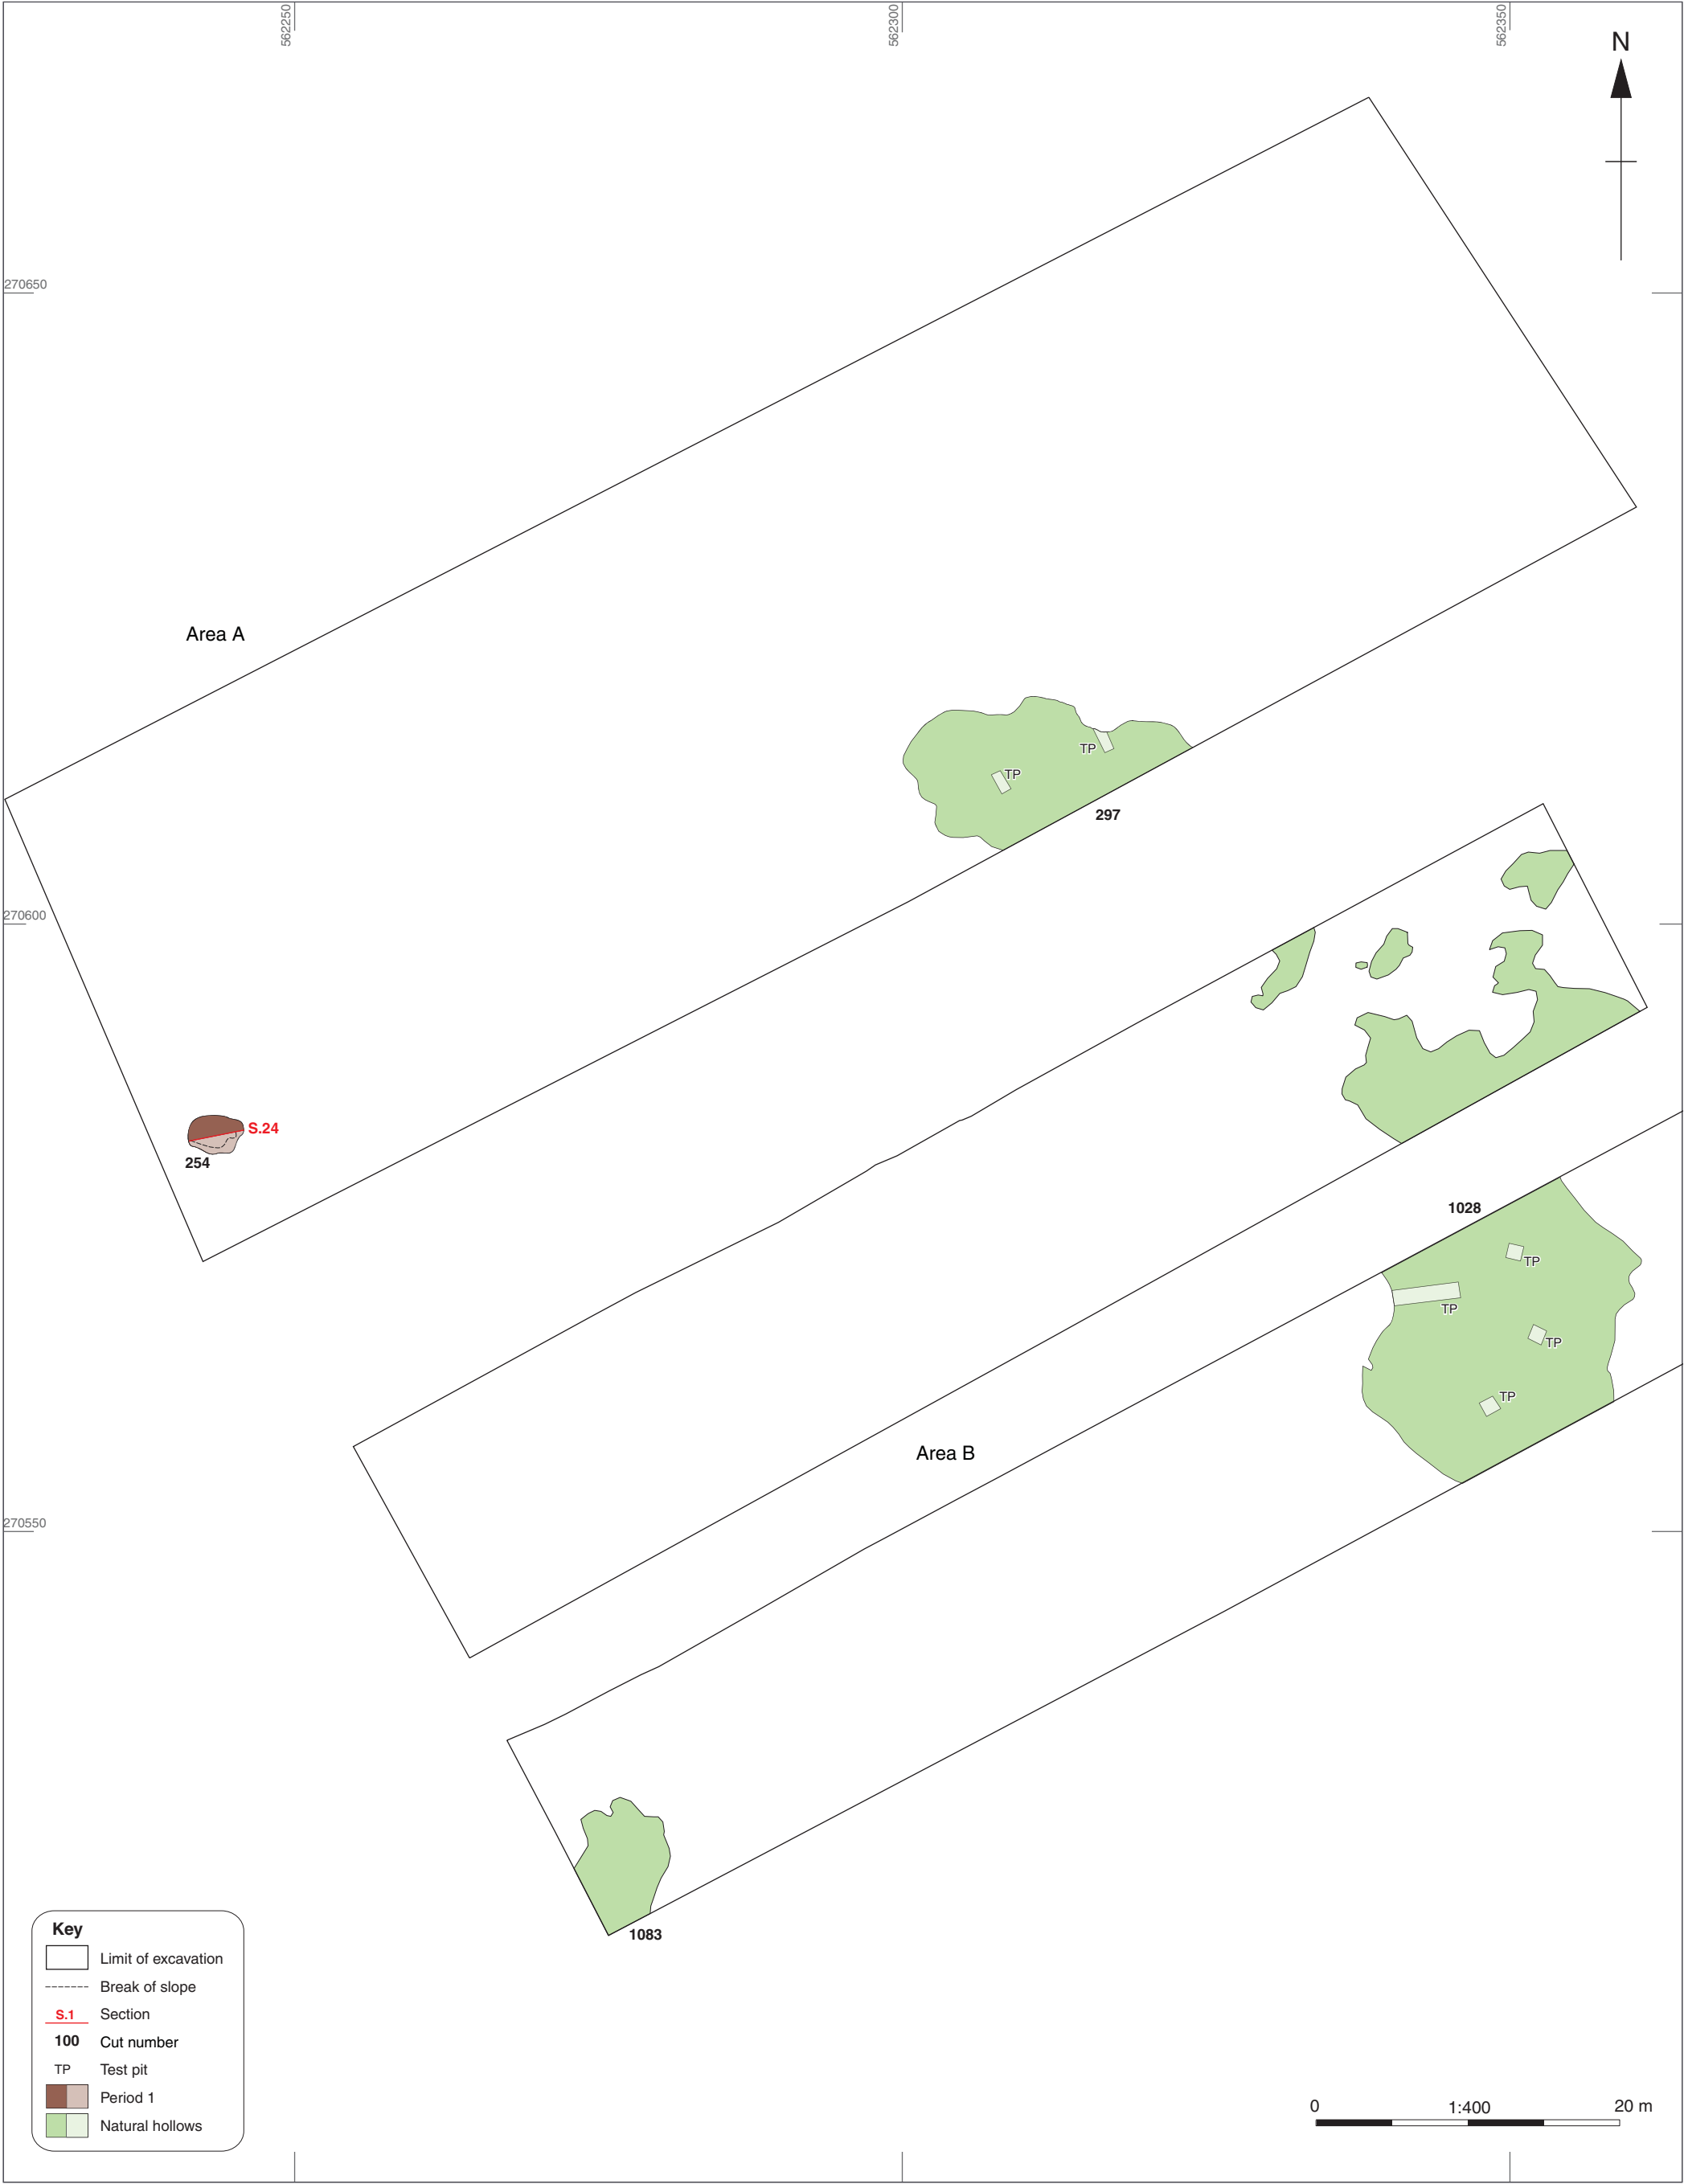 562250
562300
562350
N
270650
Area A
TP
TP
297
270600
S.24
254
1028
TP
TP
TP
TP
Area B
270550
1083
Key
Limit of excavation
Break of slope
S.1 Section
100 Cut number
TP Test pit
Period 1
Natural hollows
0 1:400 20 m